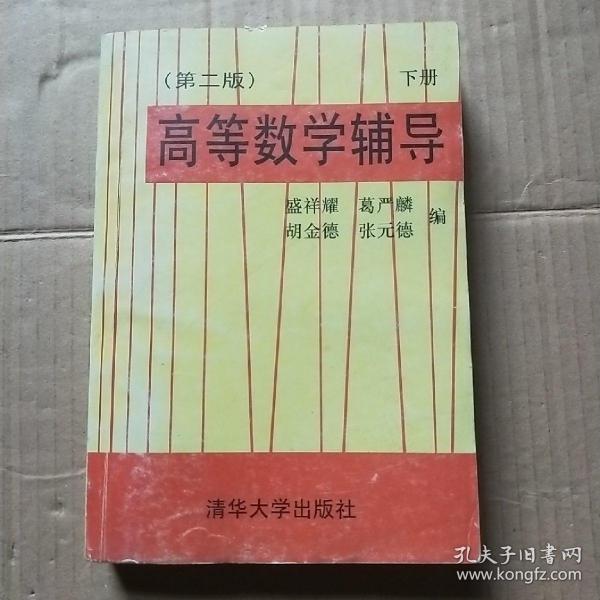 （第二版） 下册
高等数学辅导
盛祥耀 葛严麟
胡金德 张元德 编
清华大学出版社
孔夫子旧书网
www.kongfz.com